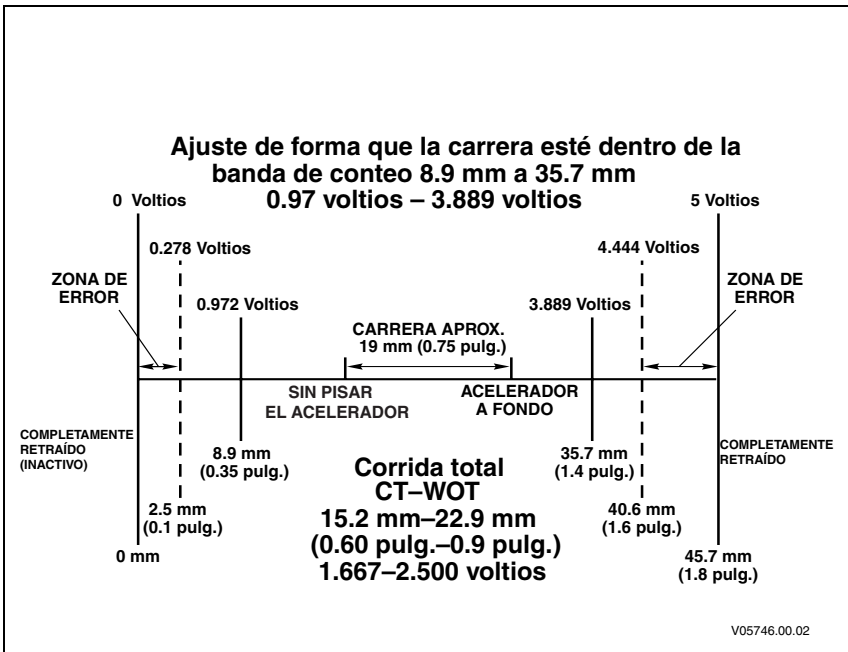 Ajuste de forma que la carrera esté dentro de la
banda de conteo 8.9 mm a 35.7 mm
0.97 voltios – 3.889 voltios
0 Voltios
5 Voltios
0.278 Voltios
4.444 Voltios
ZONA DE
ERROR
ZONA DE
ERROR
0.972 Voltios
3.889 Voltios
CARRERA APROX.
19 mm (0.75 pulg.)
SIN PISAR
EL ACELERADOR
ACELERADOR
A FONDO
COMPLETAMENTE
RETRAÍDO
(INACTIVO)
COMPLETAMENTE
RETRAÍDO
8.9 mm
(0.35 pulg.)
35.7 mm
(1.4 pulg.)
Corrida total
CT–WOT
15.2 mm–22.9 mm
(0.60 pulg.–0.9 pulg.)
1.667–2.500 voltios
2.5 mm
(0.1 pulg.)
40.6 mm
(1.6 pulg.)
0 mm
45.7 mm
(1.8 pulg.)
V05746.00.02